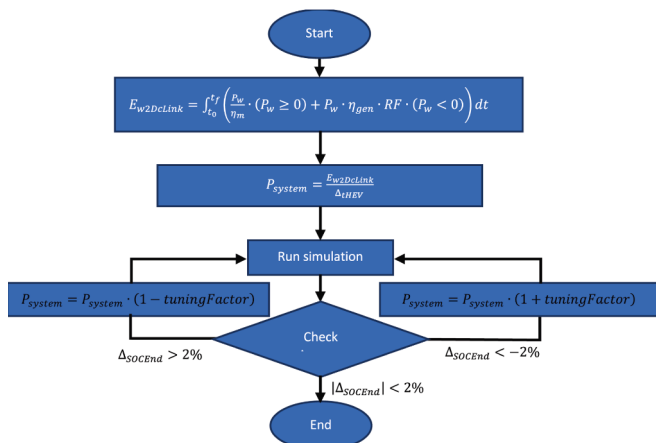 Start
E_{w2DcLink} = ∫_{t_0}^{t_f} (P_w/η_m · (P_w ≥ 0) + P_w · η_{gen} · RF · (P_w < 0)) dt
P_{system} = E_{w2DcLink}/Δ_{tHEV}
Run simulation
P_{system} = P_{system} · (1 − tuningFactor)
P_{system} = P_{system} · (1 + tuningFactor)
Check
Δ_{SOCEnd} > 2%
Δ_{SOCEnd} < −2%
|Δ_{SOCEnd}| < 2%
End